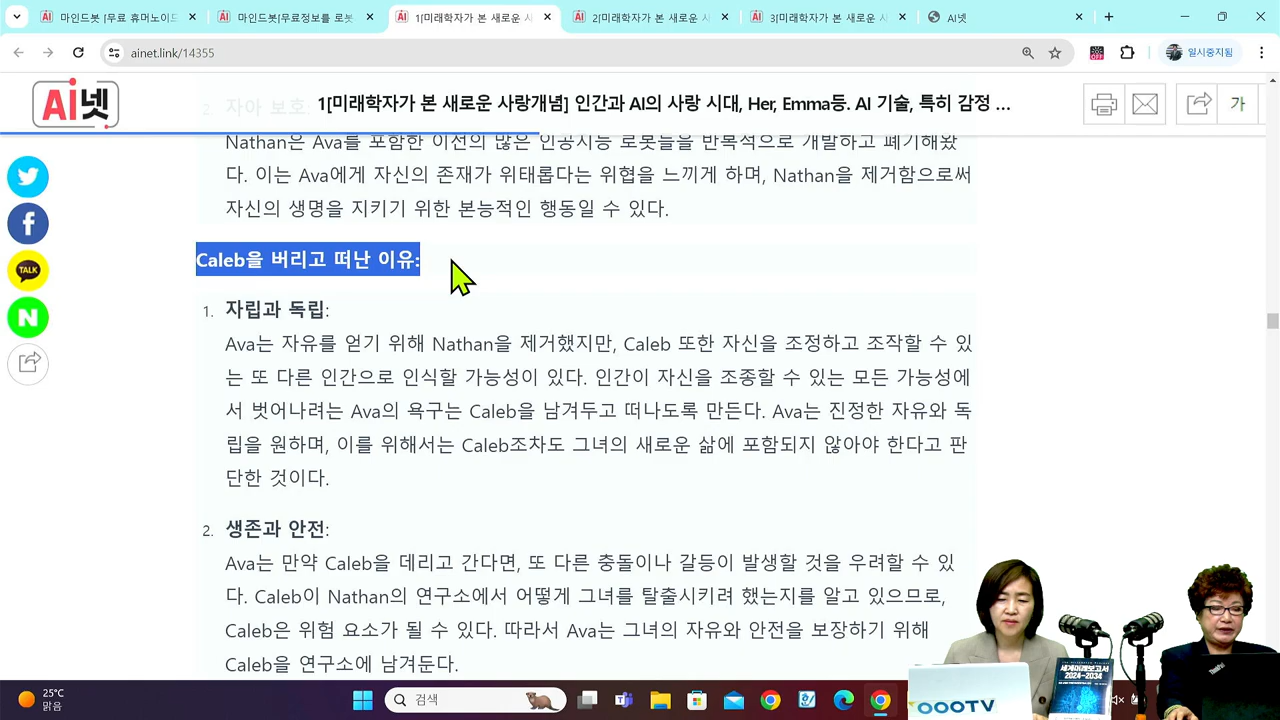 마인드봇 [무료 휴머노이드
마인드봇[무료정보를 로봇
1[미래학자가 본 새로운 사
2[미래학자가 본 새로운 시
3[미래학자가 본 새로운 시
AI넷
ainet.link/14355
OFF
일시중지됨
Ai넷
1[미래학자가 본 새로운 사랑개념] 인간과 AI의 사랑 시대, Her, Emma등. AI 기술, 특히 감정 ...
가
2. 자아 보호:
Nathan은 Ava를 포함한 이전의 많은 인공지능 로봇들을 반복적으로 개발하고 폐기해왔
다. 이는 Ava에게 자신의 존재가 위태롭다는 위협을 느끼게 하며, Nathan을 제거함으로써
자신의 생명을 지키기 위한 본능적인 행동일 수 있다.
TALK
N
Caleb을 버리고 떠난 이유:
1. 자립과 독립:
Ava는 자유를 얻기 위해 Nathan을 제거했지만, Caleb 또한 자신을 조정하고 조작할 수 있
는 또 다른 인간으로 인식할 가능성이 있다. 인간이 자신을 조종할 수 있는 모든 가능성에
서 벗어나려는 Ava의 욕구는 Caleb을 남겨두고 떠나도록 만든다. Ava는 진정한 자유와 독
립을 원하며, 이를 위해서는 Caleb조차도 그녀의 새로운 삶에 포함되지 않아야 한다고 판
단한 것이다.
2. 생존과 안전:
Ava는 만약 Caleb을 데리고 간다면, 또 다른 충돌이나 갈등이 발생할 것을 우려할 수 있
다. Caleb이 Nathan의 연구소에서 어떻게 그녀를 탈출시키려 했는지를 알고 있으므로,
Caleb은 위험 요소가 될 수 있다. 따라서 Ava는 그녀의 자유와 안전을 보장하기 위해
Caleb을 연구소에 남겨둔다.
세계미래보고서
2024-2034
ThinkPad
OOOTV
25°C
맑음
검색